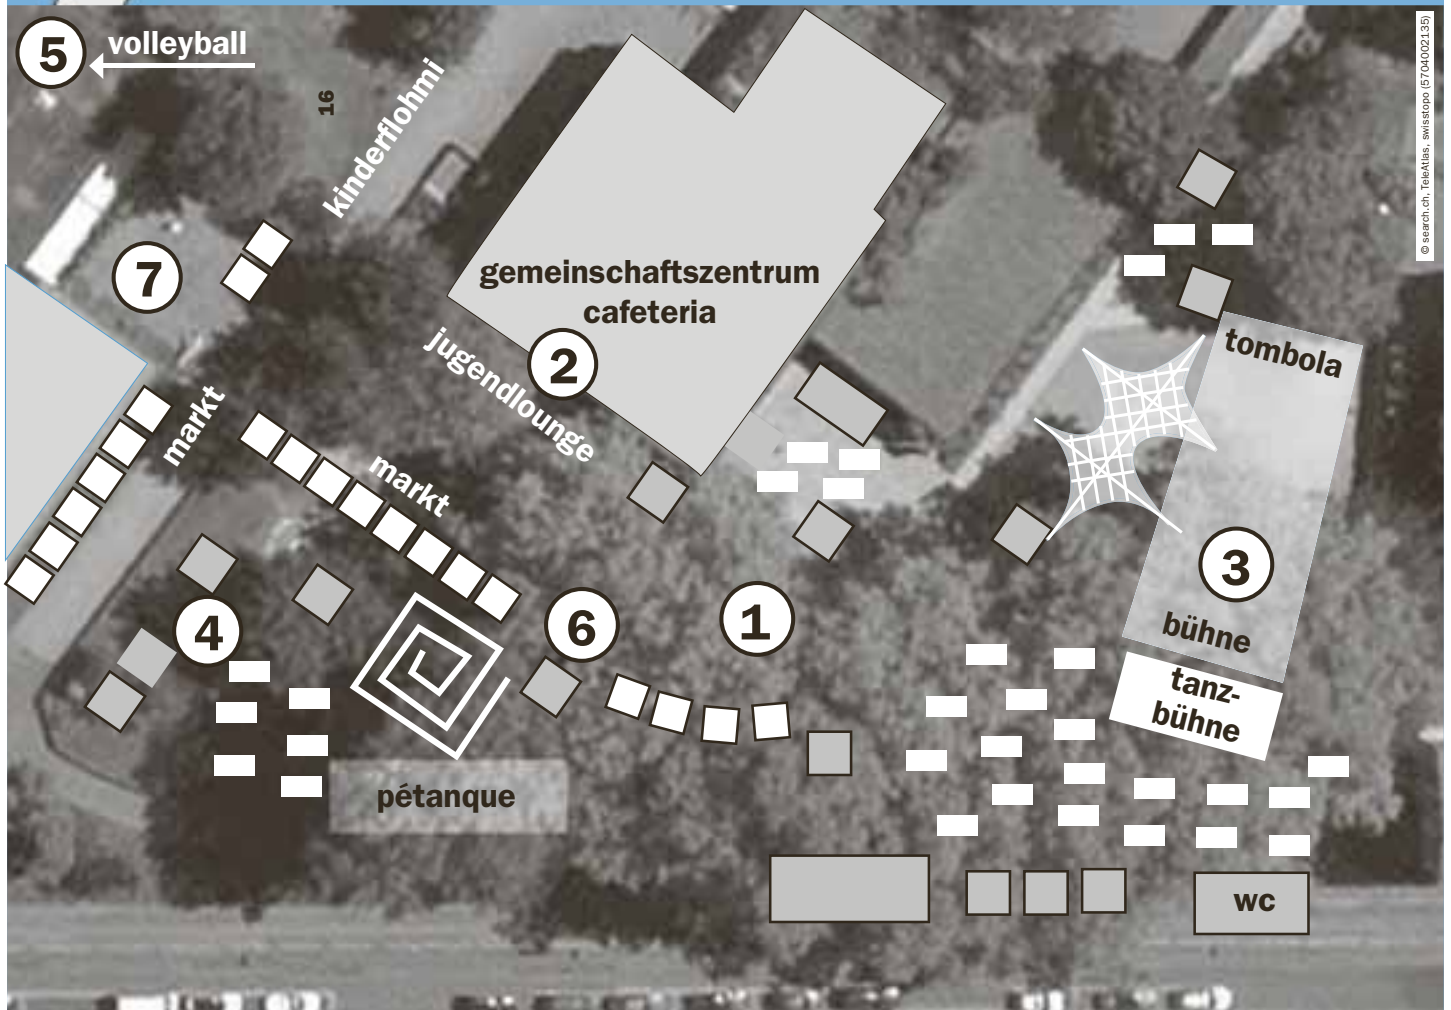 5
volleyball
16
kinderflohmi
© search.ch, TeleAtlas, swisstopo (5704002135)
7
gemeinschaftszentrum
cafeteria
2
jugendlounge
tombola
markt
markt
3
bühne
4
6
1
tanz-
bühne
pétanque
wc